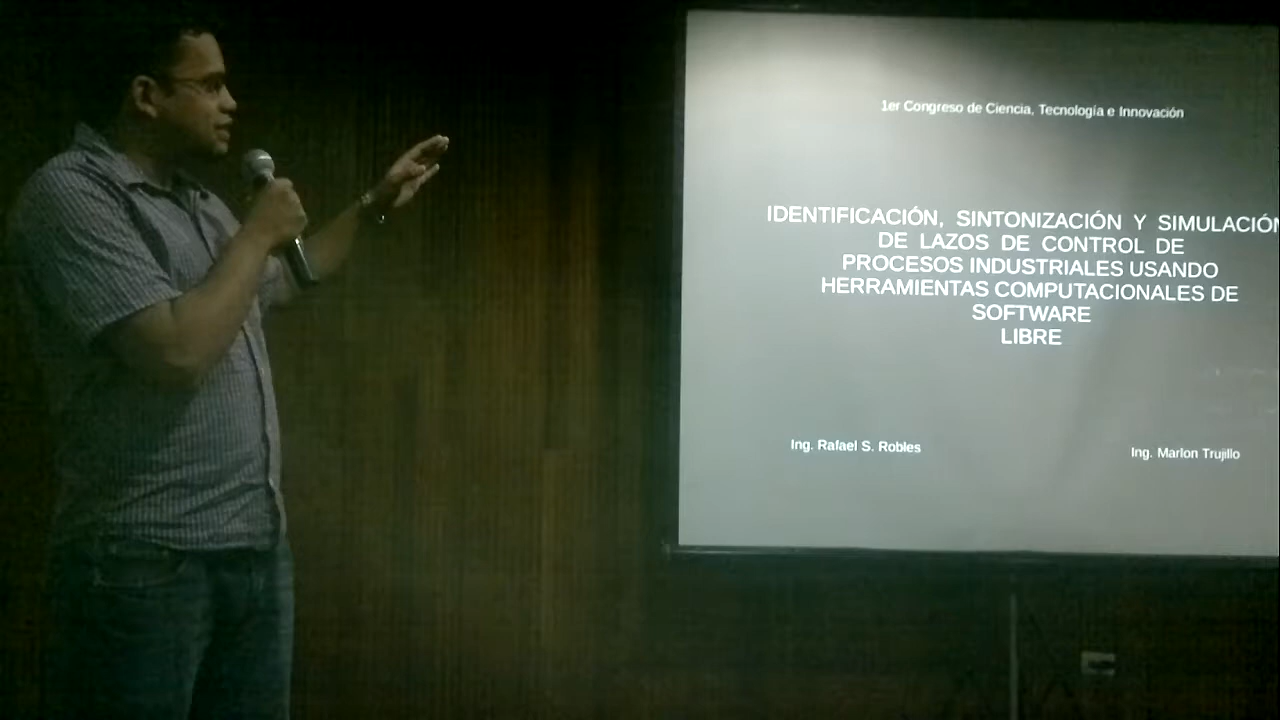 1er Congreso de Ciencia, Tecnología e Innovación
IDENTIFICACIÓN, SINTONIZACIÓN Y SIMULACIÓN
DE LAZOS DE CONTROL DE
PROCESOS INDUSTRIALES USANDO
HERRAMIENTAS COMPUTACIONALES DE
SOFTWARE
LIBRE
Ing. Rafael S. Robles
Ing. Marlon Trujillo